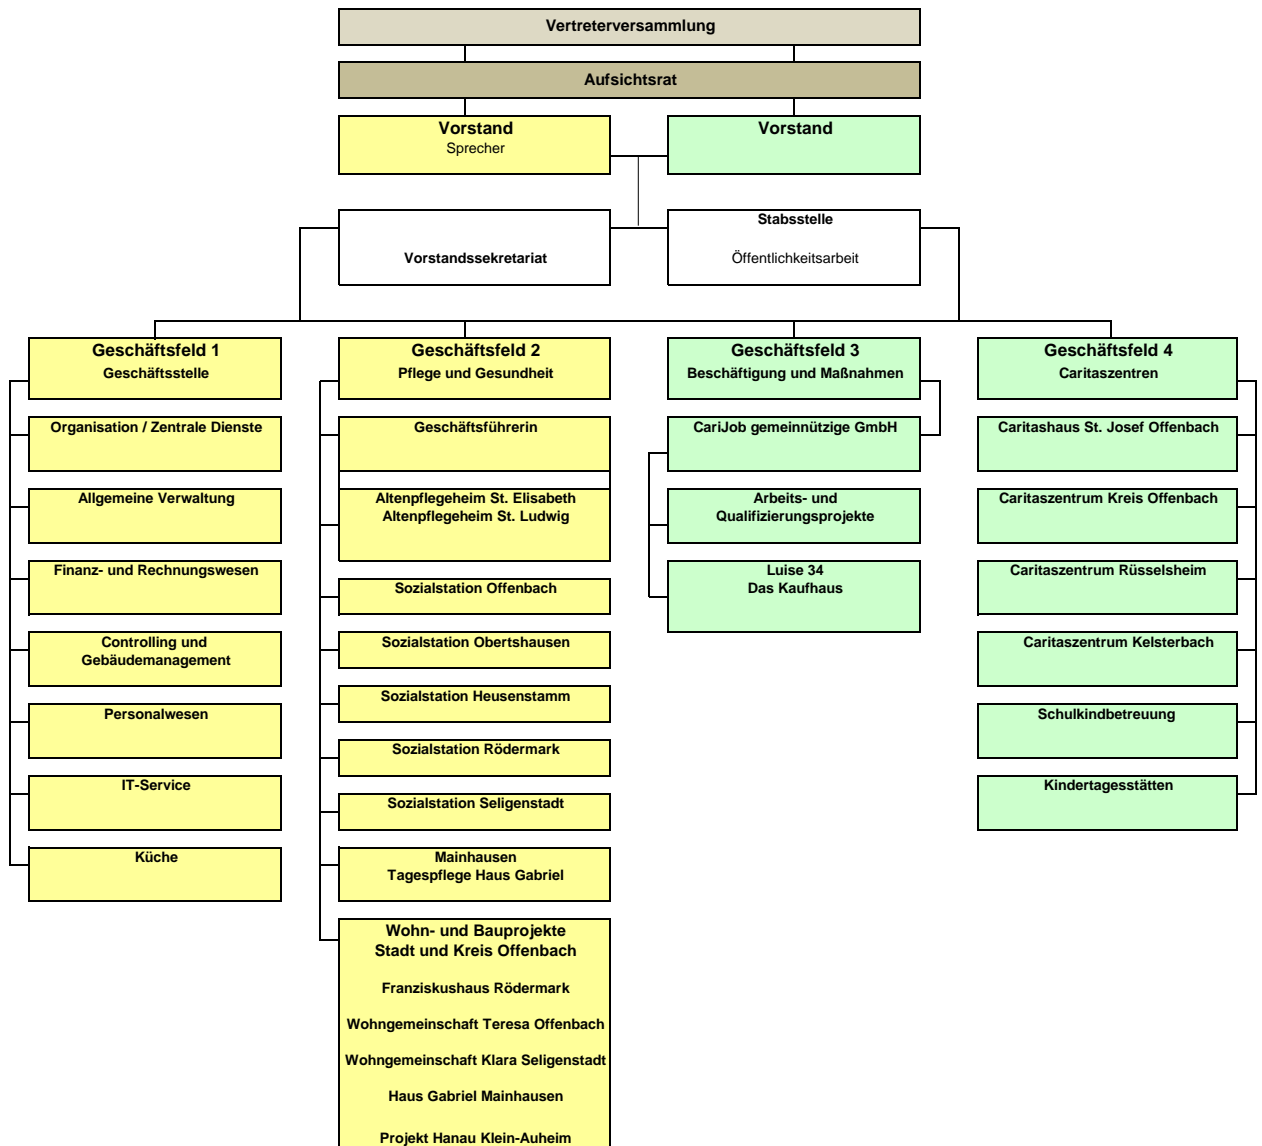 Vertreterversammlung
Aufsichtsrat
Vorstand
Sprecher
Vorstand
Vorstandssekretariat
Stabsstelle
Öffentlichkeitsarbeit
Geschäftsfeld 1
Geschäftsstelle
Organisation / Zentrale Dienste
Allgemeine Verwaltung
Finanz- und Rechnungswesen
Controlling und
Gebäudemanagement
Personalwesen
IT-Service
Küche
Geschäftsfeld 2
Pflege und Gesundheit
Geschäftsführerin
Altenpflegeheim St. Elisabeth
Altenpflegeheim St. Ludwig
Sozialstation Offenbach
Sozialstation Obertshausen
Sozialstation Heusenstamm
Sozialstation Rödermark
Sozialstation Seligenstadt
Mainhausen
Tagespflege Haus Gabriel
Wohn- und Bauprojekte
Stadt und Kreis Offenbach
Franziskushaus Rödermark
Wohngemeinschaft Teresa Offenbach
Wohngemeinschaft Klara Seligenstadt
Haus Gabriel Mainhausen
Projekt Hanau Klein-Auheim
Geschäftsfeld 3
Beschäftigung und Maßnahmen
CariJob gemeinnützige GmbH
Arbeits- und
Qualifizierungsprojekte
Luise 34
Das Kaufhaus
Geschäftsfeld 4
Caritaszentren
Caritashaus St. Josef Offenbach
Caritaszentrum Kreis Offenbach
Caritaszentrum Rüsselsheim
Caritaszentrum Kelsterbach
Schulkindbetreuung
Kindertagesstätten